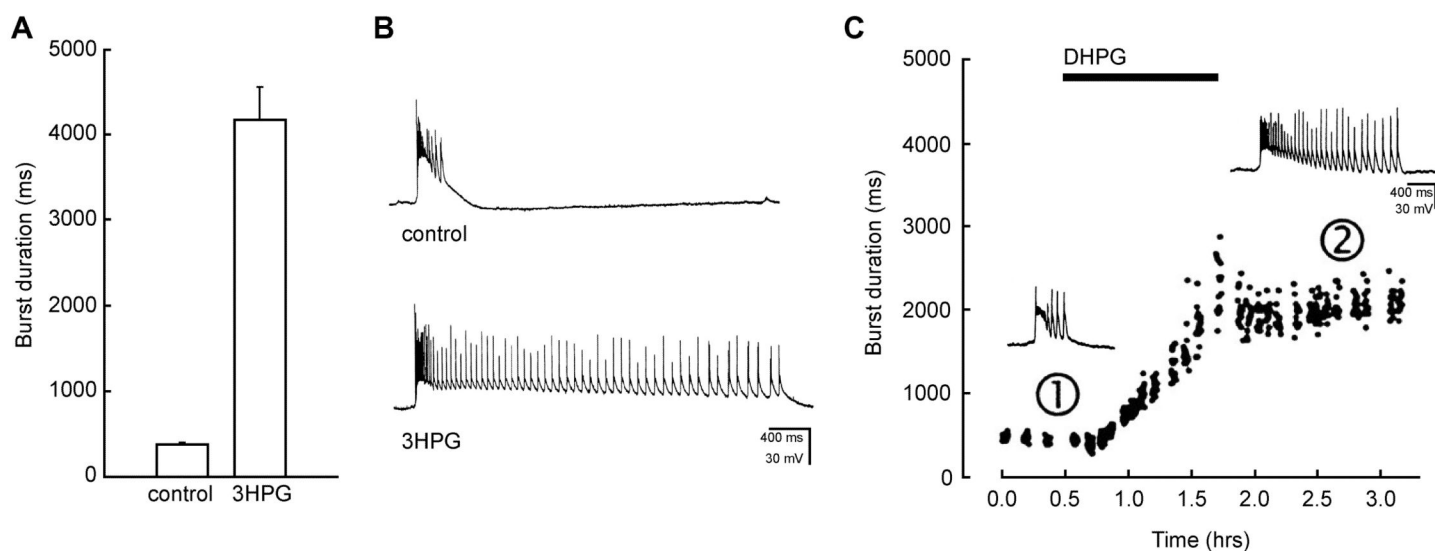 A
5000
4000
3000
2000
1000
0
Burst duration (ms)
control
3HPG
B
control
3HPG
400 ms
30 mV
C
DHPG
5000
4000
3000
2000
1000
0
Burst duration (ms)
400 ms
30 mV
②
①
0.0 0.5 1.0 1.5 2.0 2.5 3.0
Time (hrs)